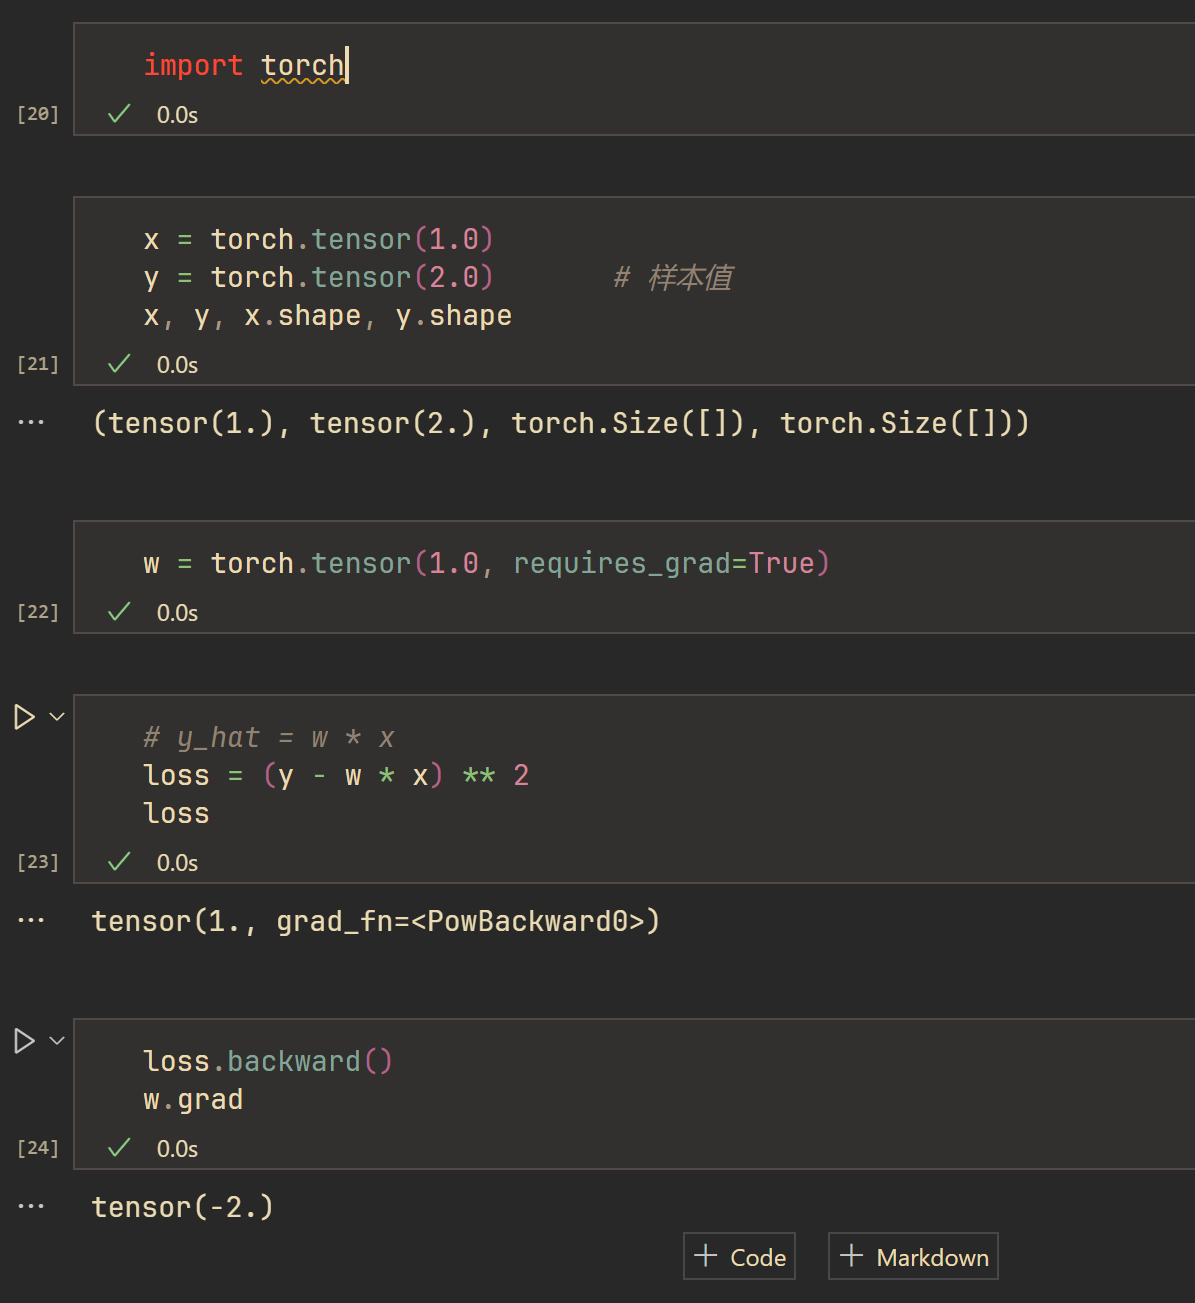 import torch
[20] 0.0s
x = torch.tensor(1.0)
y = torch.tensor(2.0) # 样本值
x, y, x.shape, y.shape
[21] 0.0s
... (tensor(1.), tensor(2.), torch.Size([]), torch.Size([]))
w = torch.tensor(1.0, requires_grad=True)
[22] 0.0s
# y_hat = w * x
loss = (y - w * x) ** 2
loss
[23] 0.0s
... tensor(1., grad_fn=<PowBackward0>)
loss.backward()
w.grad
[24] 0.0s
... tensor(-2.)
+ Code + Markdown